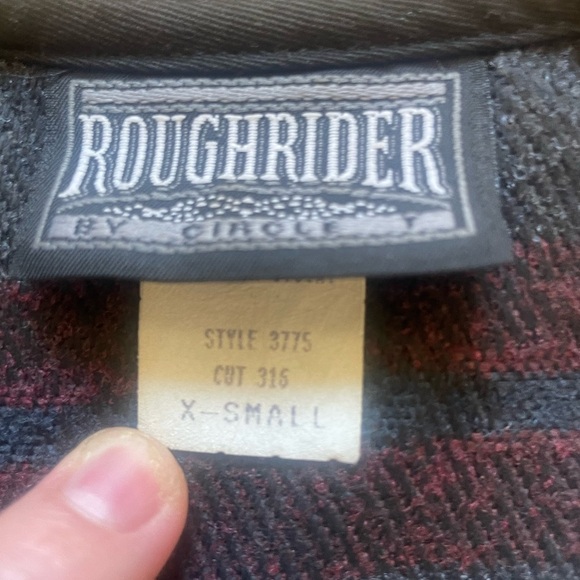 ROUGHRIDER
BY CIRCLE T
STYLE 3775
CUT 316
X-SMALL